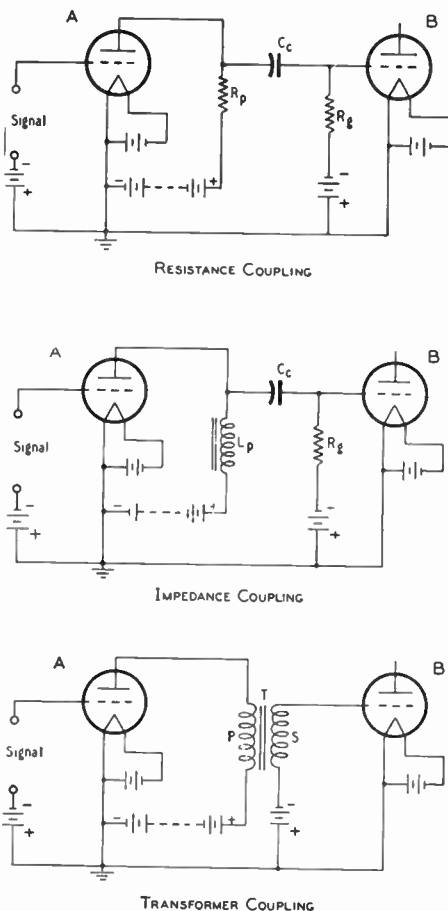 A
B
Cc
Rp
Rg
Signal
-
+
-
+
-
+
RESISTANCE COUPLING
A
B
Cc
Lp
Rg
Signal
-
+
-
+
-
+
IMPEDANCE COUPLING
A
B
T
P
S
Signal
-
+
-
+
-
+
TRANSFORMER COUPLING